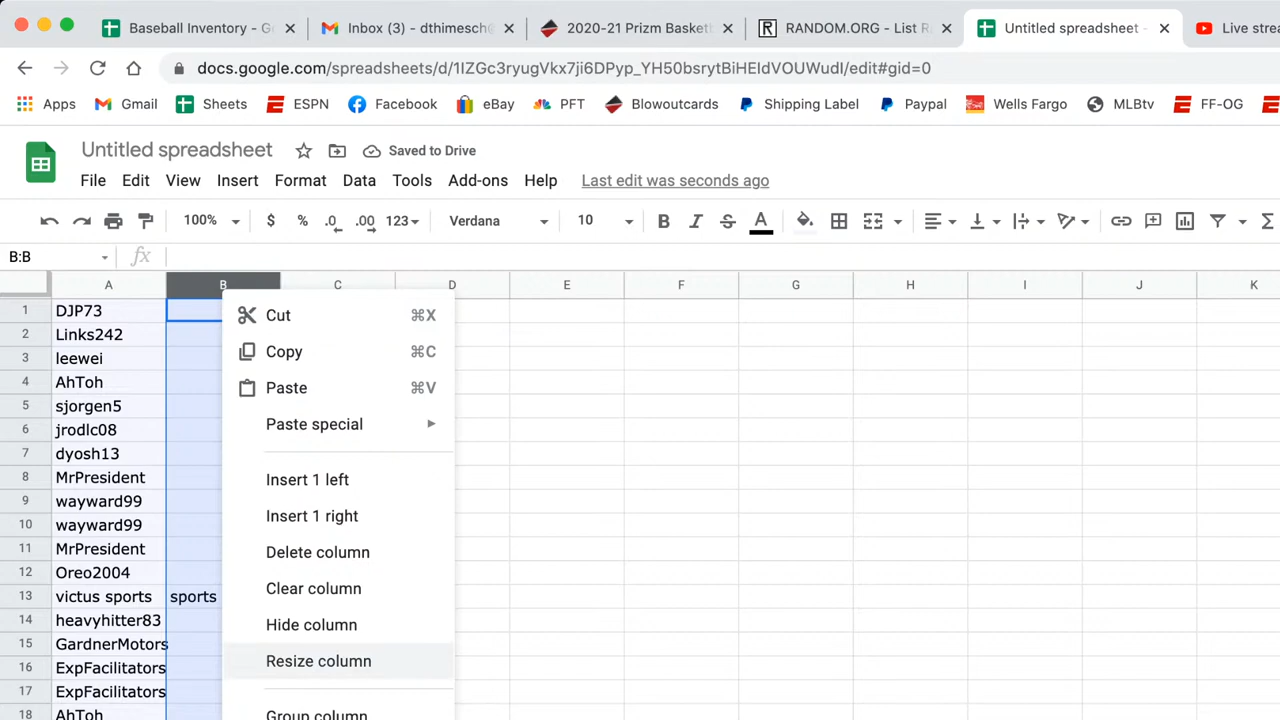 Baseball Inventory - Go
Inbox (3) - dthimesch@
2020-21 Prizm Basketb
RANDOM.ORG - List Ra
Untitled spreadsheet -
Live strea
docs.google.com/spreadsheets/d/1IZGc3ryugVkx7ji6DPyp_YH50bsrytBiHEIdVOUWudI/edit#gid=0
Apps
Gmail
Sheets
ESPN
Facebook
eBay
PFT
Blowoutcards
Shipping Label
Paypal
Wells Fargo
MLBtv
FF-OG
Untitled spreadsheet
Saved to Drive
File Edit View Insert Format Data Tools Add-ons Help Last edit was seconds ago
100% $ % .0 .00 123 Verdana 10 B I S A
B:B fx
A B C D E F G H I J K
1 DJP73
2 Links242
3 leewei
4 AhToh
5 sjorgen5
6 jrodlc08
7 dyosh13
8 MrPresident
9 wayward99
10 wayward99
11 MrPresident
12 Oreo2004
13 victus sports sports
14 heavyhitter83
15 GardnerMotors
16 ExpFacilitators
17 ExpFacilitators
18 AhToh
Cut ⌘X
Copy ⌘C
Paste ⌘V
Paste special
Insert 1 left
Insert 1 right
Delete column
Clear column
Hide column
Resize column
Group column